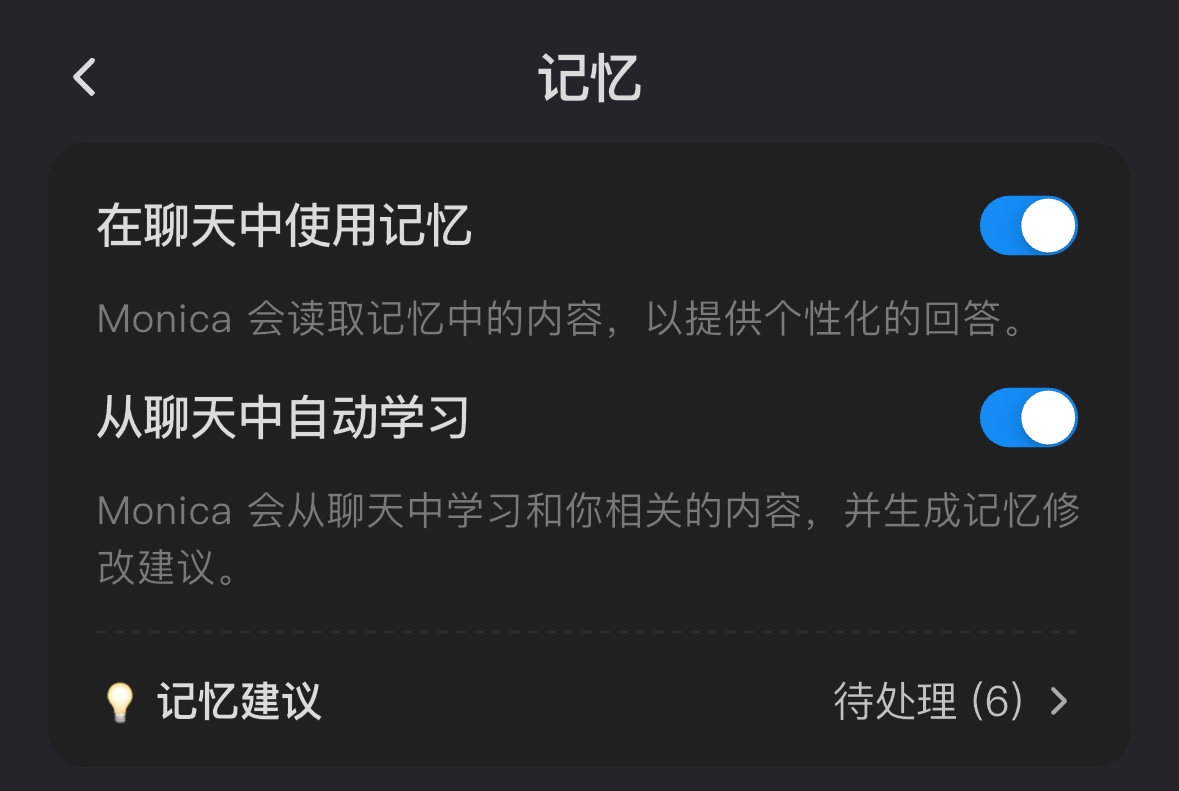 记忆
在聊天中使用记忆
Monica 会读取记忆中的内容，以提供个性化的回答。
从聊天中自动学习
Monica 会从聊天中学习和你相关的内容，并生成记忆修
改建议。
记忆建议 待处理 (6)